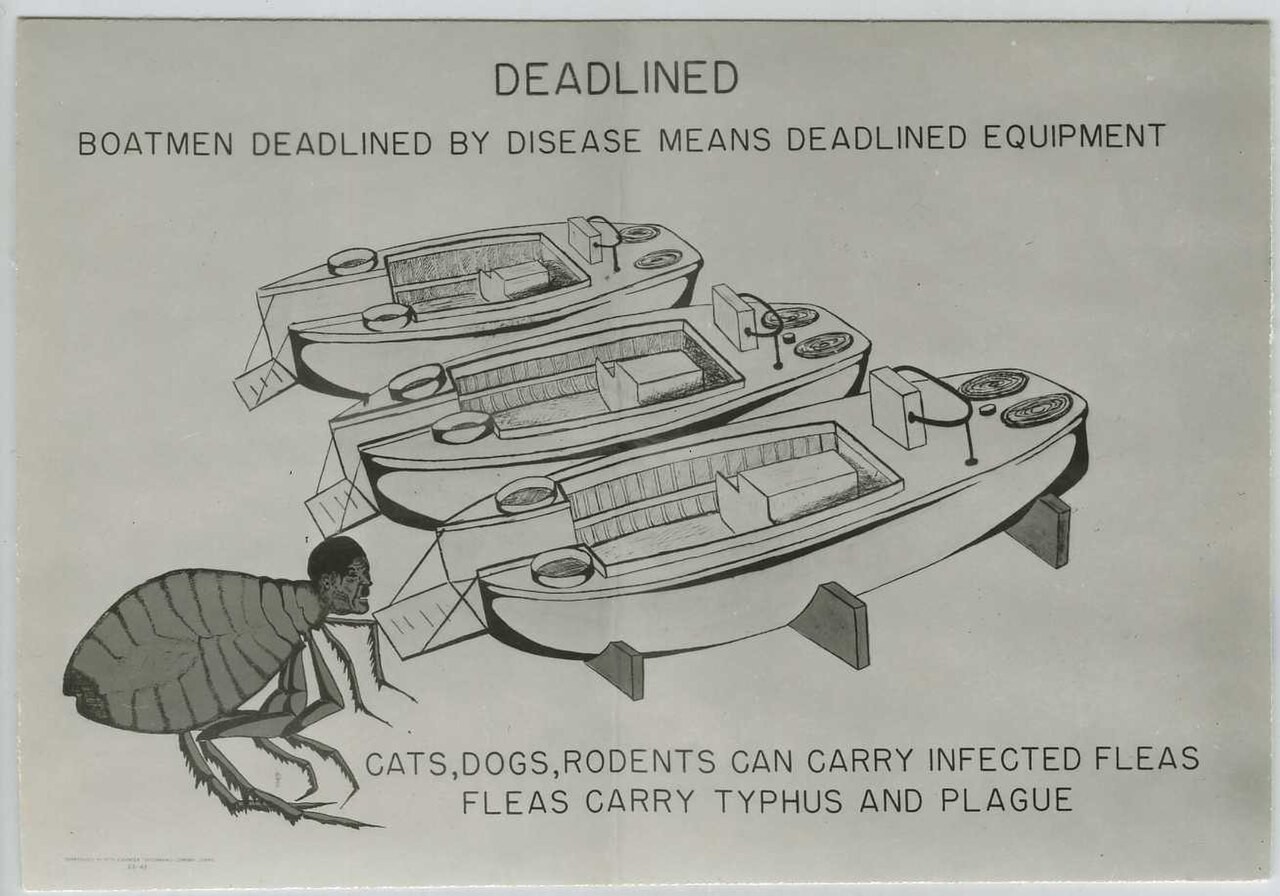 DEADLINED
BOATMEN DEADLINED BY DISEASE MEANS DEADLINED EQUIPMENT
CATS, DOGS, RODENTS CAN CARRY INFECTED FLEAS
FLEAS CARRY TYPHUS AND PLAGUE